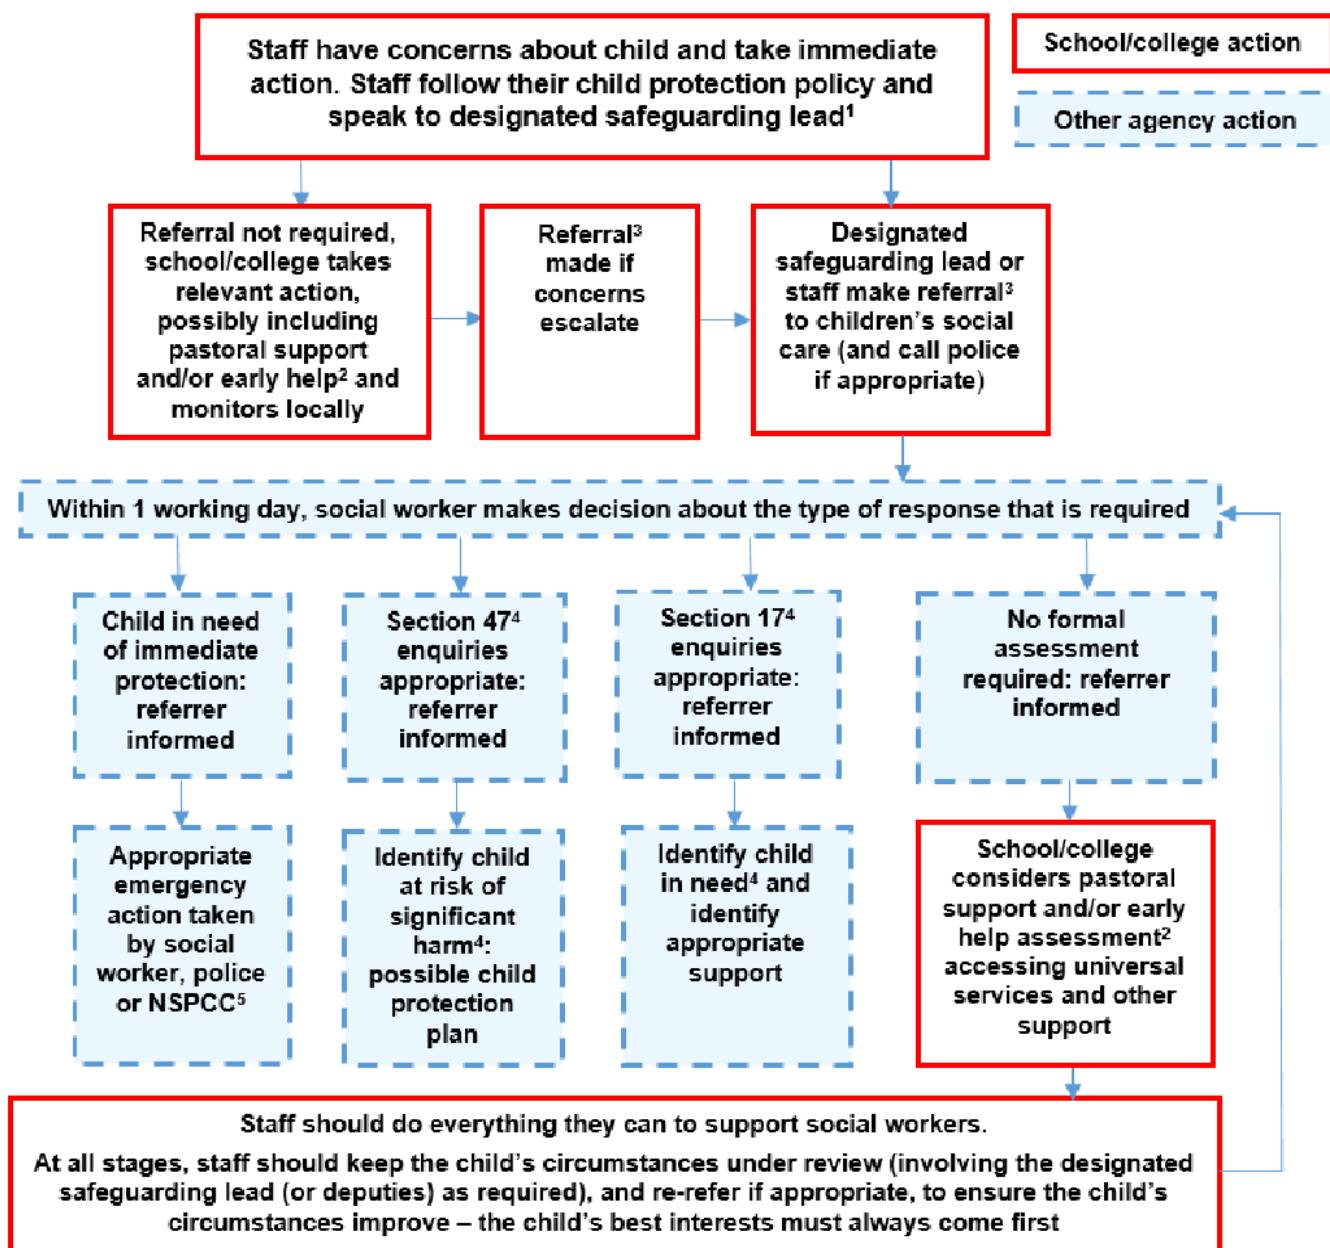 Staff have concerns about child and take immediate
action. Staff follow their child protection policy and
speak to designated safeguarding lead¹
School/college action
Other agency action
Referral not required,
school/college takes
relevant action,
possibly including
pastoral support
and/or early help² and
monitors locally
Referral³
made if
concerns
escalate
Designated
safeguarding lead or
staff make referral³
to children’s social
care (and call police
if appropriate)
Within 1 working day, social worker makes decision about the type of response that is required
Child in need
of immediate
protection:
referrer
informed
Section 47⁴
enquiries
appropriate:
referrer
informed
Section 17⁴
enquiries
appropriate:
referrer
informed
No formal
assessment
required: referrer
informed
Appropriate
emergency
action taken
by social
worker, police
or NSPCC⁵
Identify child
at risk of
significant
harm⁴:
possible child
protection
plan
Identify child
in need⁴ and
identify
appropriate
support
School/college
considers pastoral
support and/or early
help assessment²
accessing universal
services and other
support
Staff should do everything they can to support social workers.
At all stages, staff should keep the child’s circumstances under review (involving the designated
safeguarding lead (or deputies) as required), and re-refer if appropriate, to ensure the child’s
circumstances improve – the child’s best interests must always come first